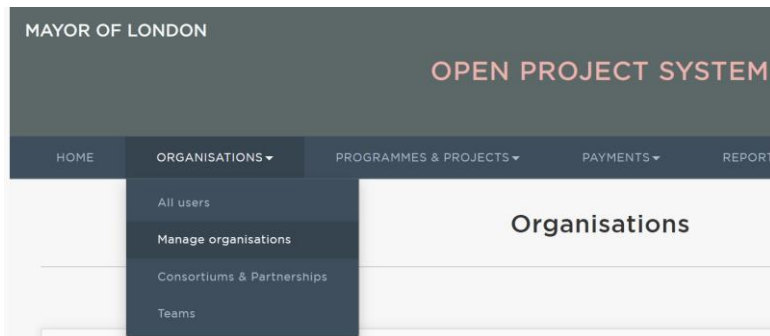 MAYOR OF LONDON
OPEN PROJECT SYSTEM
HOME ORGANISATIONS PROGRAMMES & PROJECTS PAYMENTS REPORT
All users
Manage organisations
Consortiums & Partnerships
Teams
Organisations